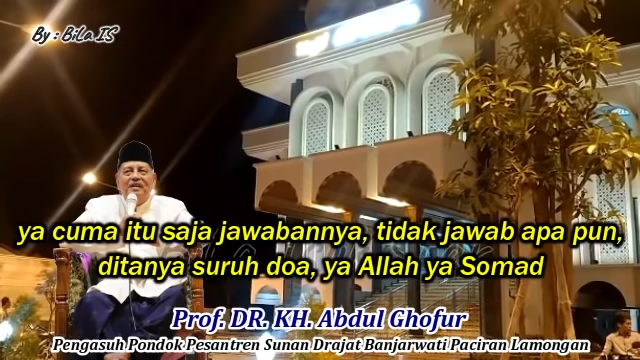 By : BiLa IS
ya cuma itu saja jawabannya, tidak jawab apa pun,
ditanya suruh doa, ya Allah ya Somad
Prof. DR. KH. Abdul Ghofur
Pengasuh Pondok Pesantren Sunan Drajat Banjarwati Paciran Lamongan